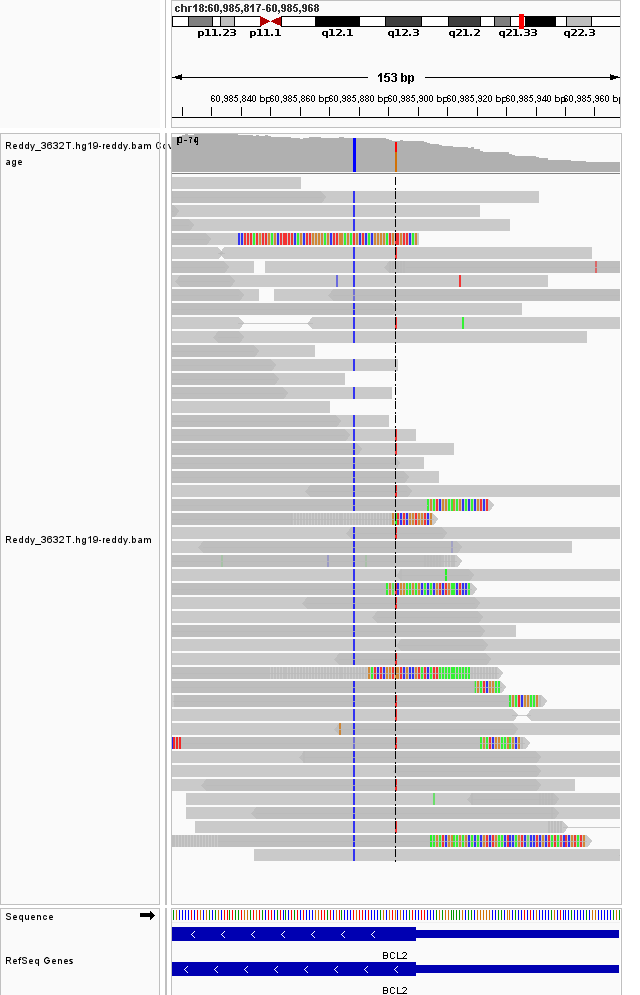 chr18:60,985,817-60,985,968
p11.23 p11.1 q12.1 q12.3 q21.2 q21.33 q22.3
153 bp
60,985,840 bp 60,985,860 bp 60,985,880 bp 60,985,900 bp 60,985,920 bp 60,985,940 bp 60,985,960 bp
Reddy_3632T.hg19-reddy.bam Cov
age
Reddy_3632T.hg19-reddy.bam
Sequence
BCL2
RefSeq Genes
BCL2